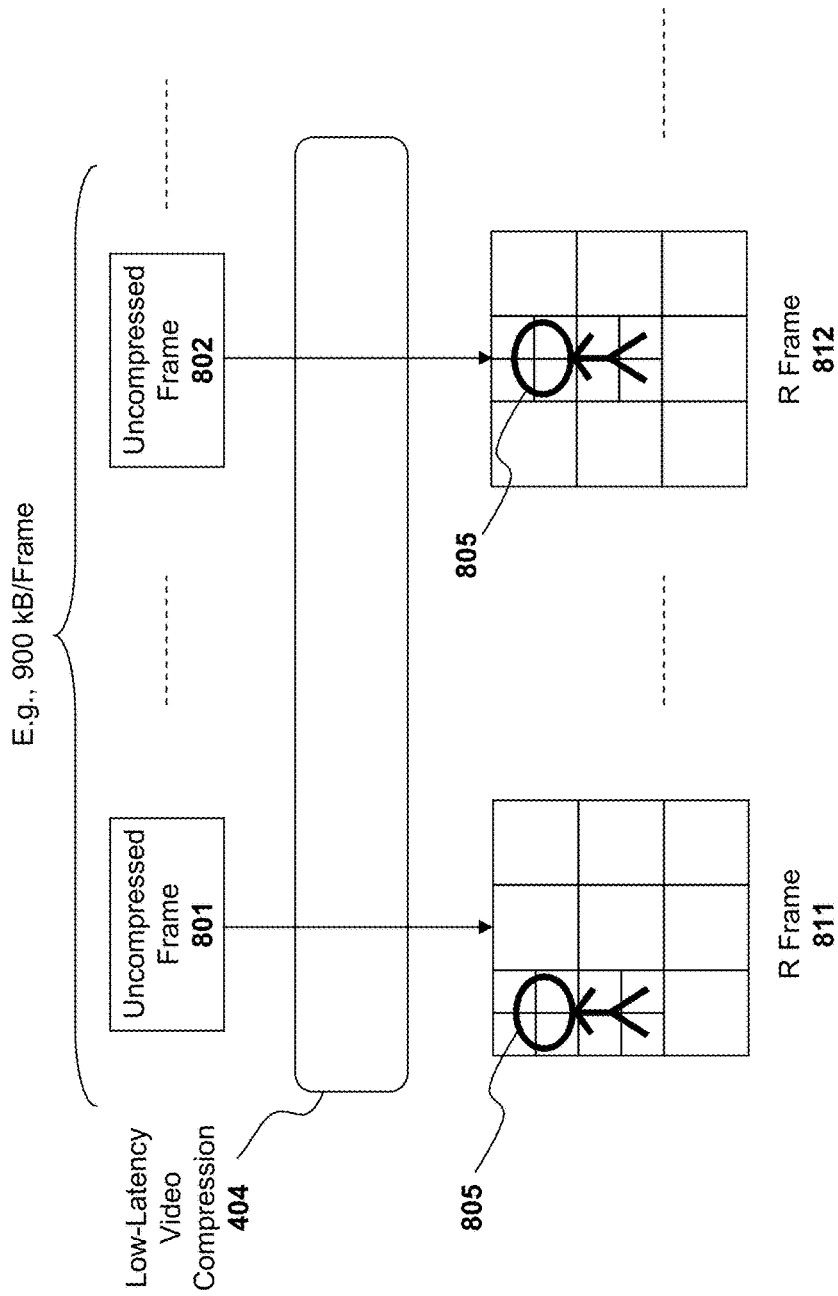 E.g., 900 kB/Frame
Uncompressed
Frame
801
Uncompressed
Frame
802
Low-Latency
Video
Compression
404
805
805
R Frame
811
R Frame
812